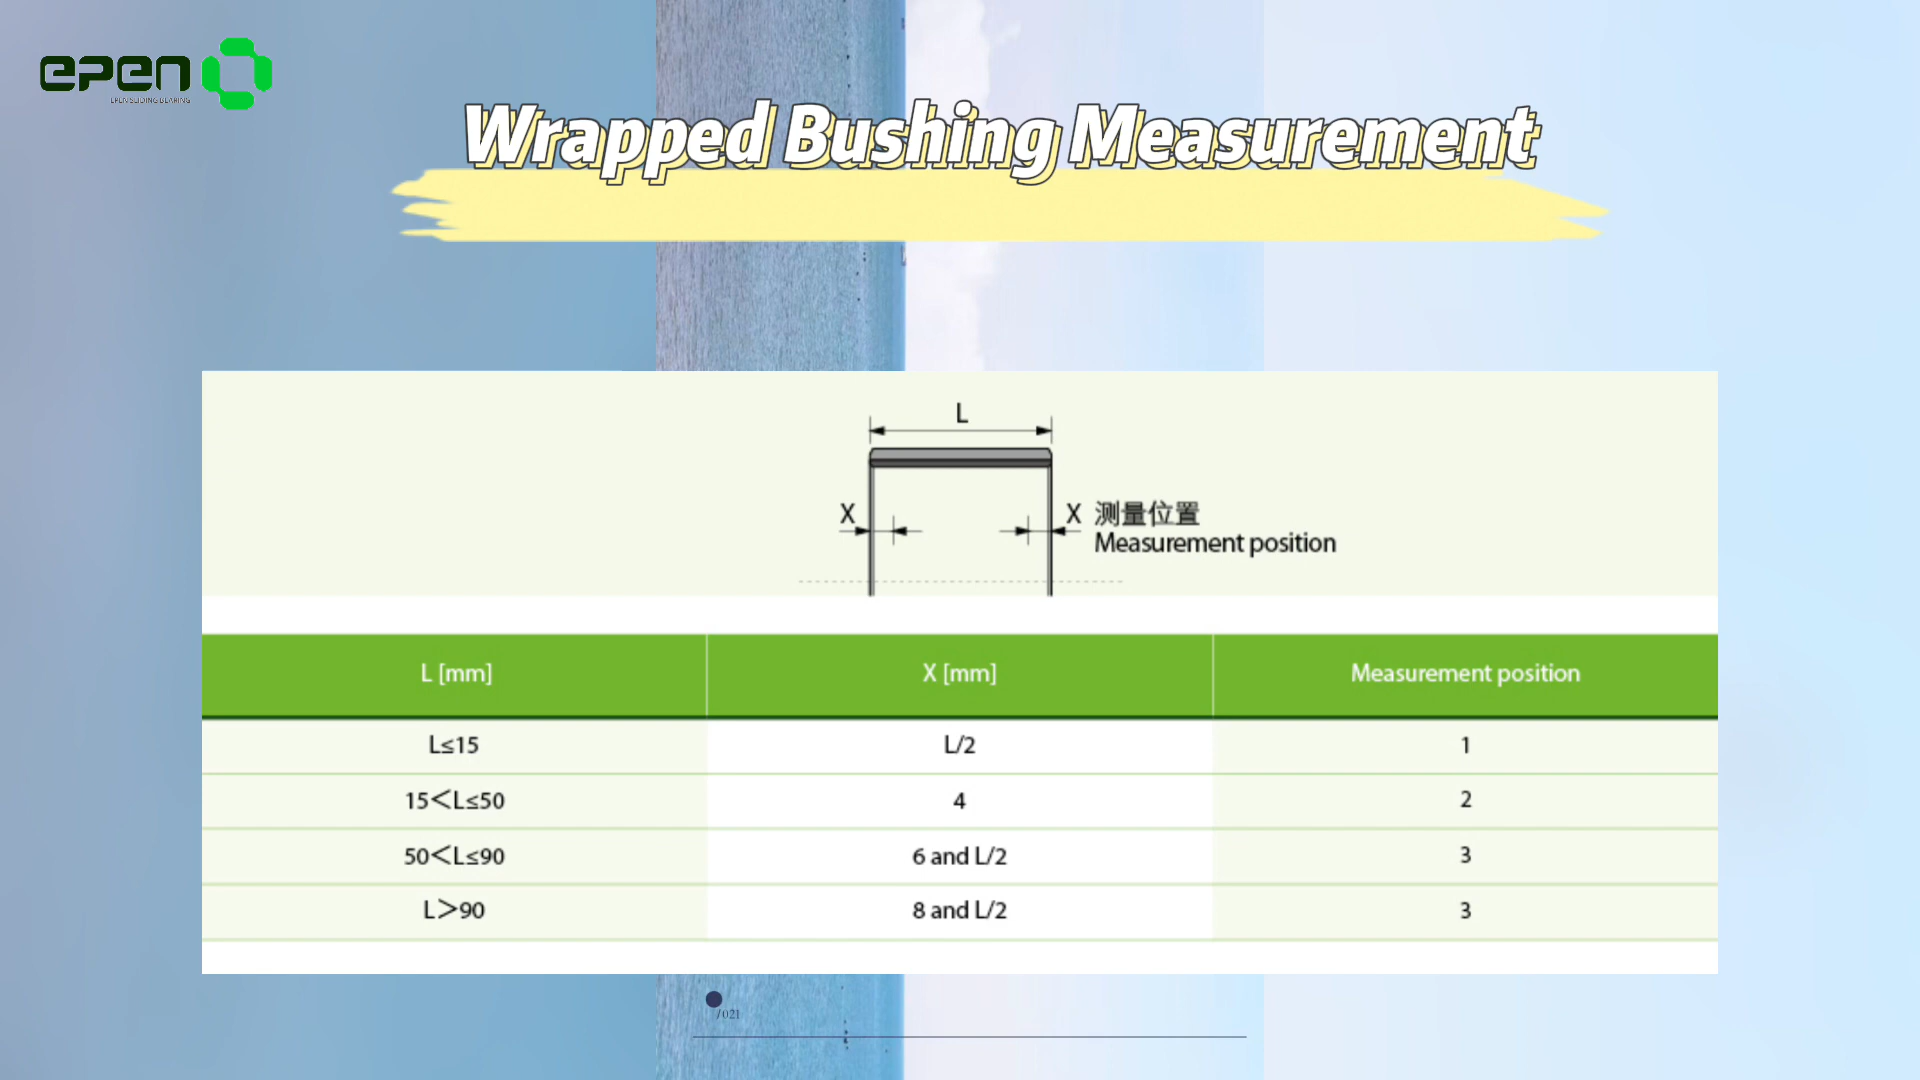 epen
EPEN SLIDING BEARING
Wrapped Bushing Measurement
L
X
X 测量位置
Measurement position
L [mm] X [mm] Measurement position
L≤15 L/2 1
15<L≤50 4 2
50<L≤90 6 and L/2 3
L>90 8 and L/2 3
/021